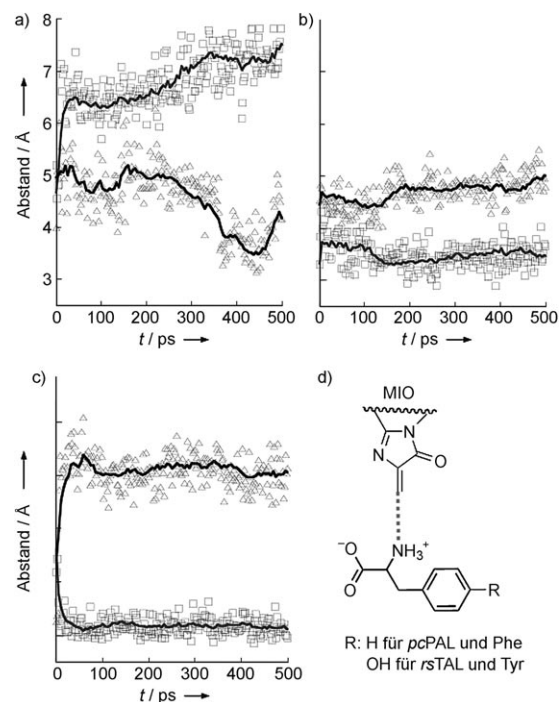 a)
8
7
6
5
4
3
Abstand / Å
0
100
200
300
400
500
t / ps
b)
0
100
200
300
400
500
t / ps
c)
Abstand / Å
0
100
200
300
400
500
t / ps
d)
MIO
N
N
O
⁻O
NH₃⁺
O
R
R: H für pcPAL und Phe
OH für rsTAL und Tyr